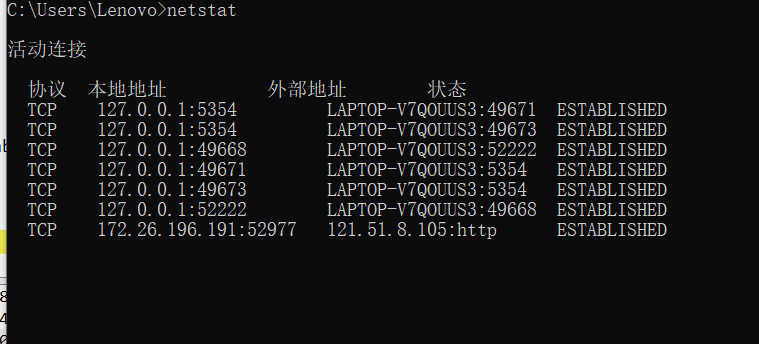 C:\Users\Lenovo>netstat
活动连接
协议 本地地址 外部地址 状态
TCP 127.0.0.1:5354 LAPTOP-V7QOUUS3:49671 ESTABLISHED
TCP 127.0.0.1:5354 LAPTOP-V7QOUUS3:49673 ESTABLISHED
TCP 127.0.0.1:49668 LAPTOP-V7QOUUS3:52222 ESTABLISHED
TCP 127.0.0.1:49671 LAPTOP-V7QOUUS3:5354 ESTABLISHED
TCP 127.0.0.1:49673 LAPTOP-V7QOUUS3:5354 ESTABLISHED
TCP 127.0.0.1:52222 LAPTOP-V7QOUUS3:49668 ESTABLISHED
TCP 172.26.196.191:52977 121.51.8.105:http ESTABLISHED